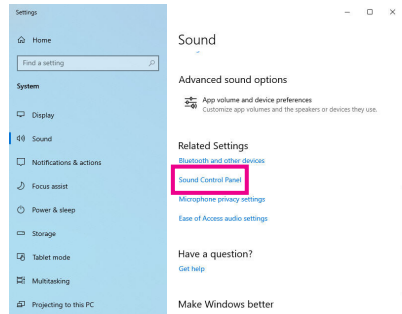 Settings
Home
Find a setting
System
Display
Sound
Notifications & actions
Focus assist
Power & sleep
Storage
Tablet mode
Multitasking
Projecting to this PC
Sound
Advanced sound options
App volume and device preferences
Customize app volumes and the speakers or devices they use.
Related Settings
Bluetooth and other devices
Sound Control Panel
Microphone privacy settings
Ease of Access audio settings
Have a question?
Get help
Make Windows better